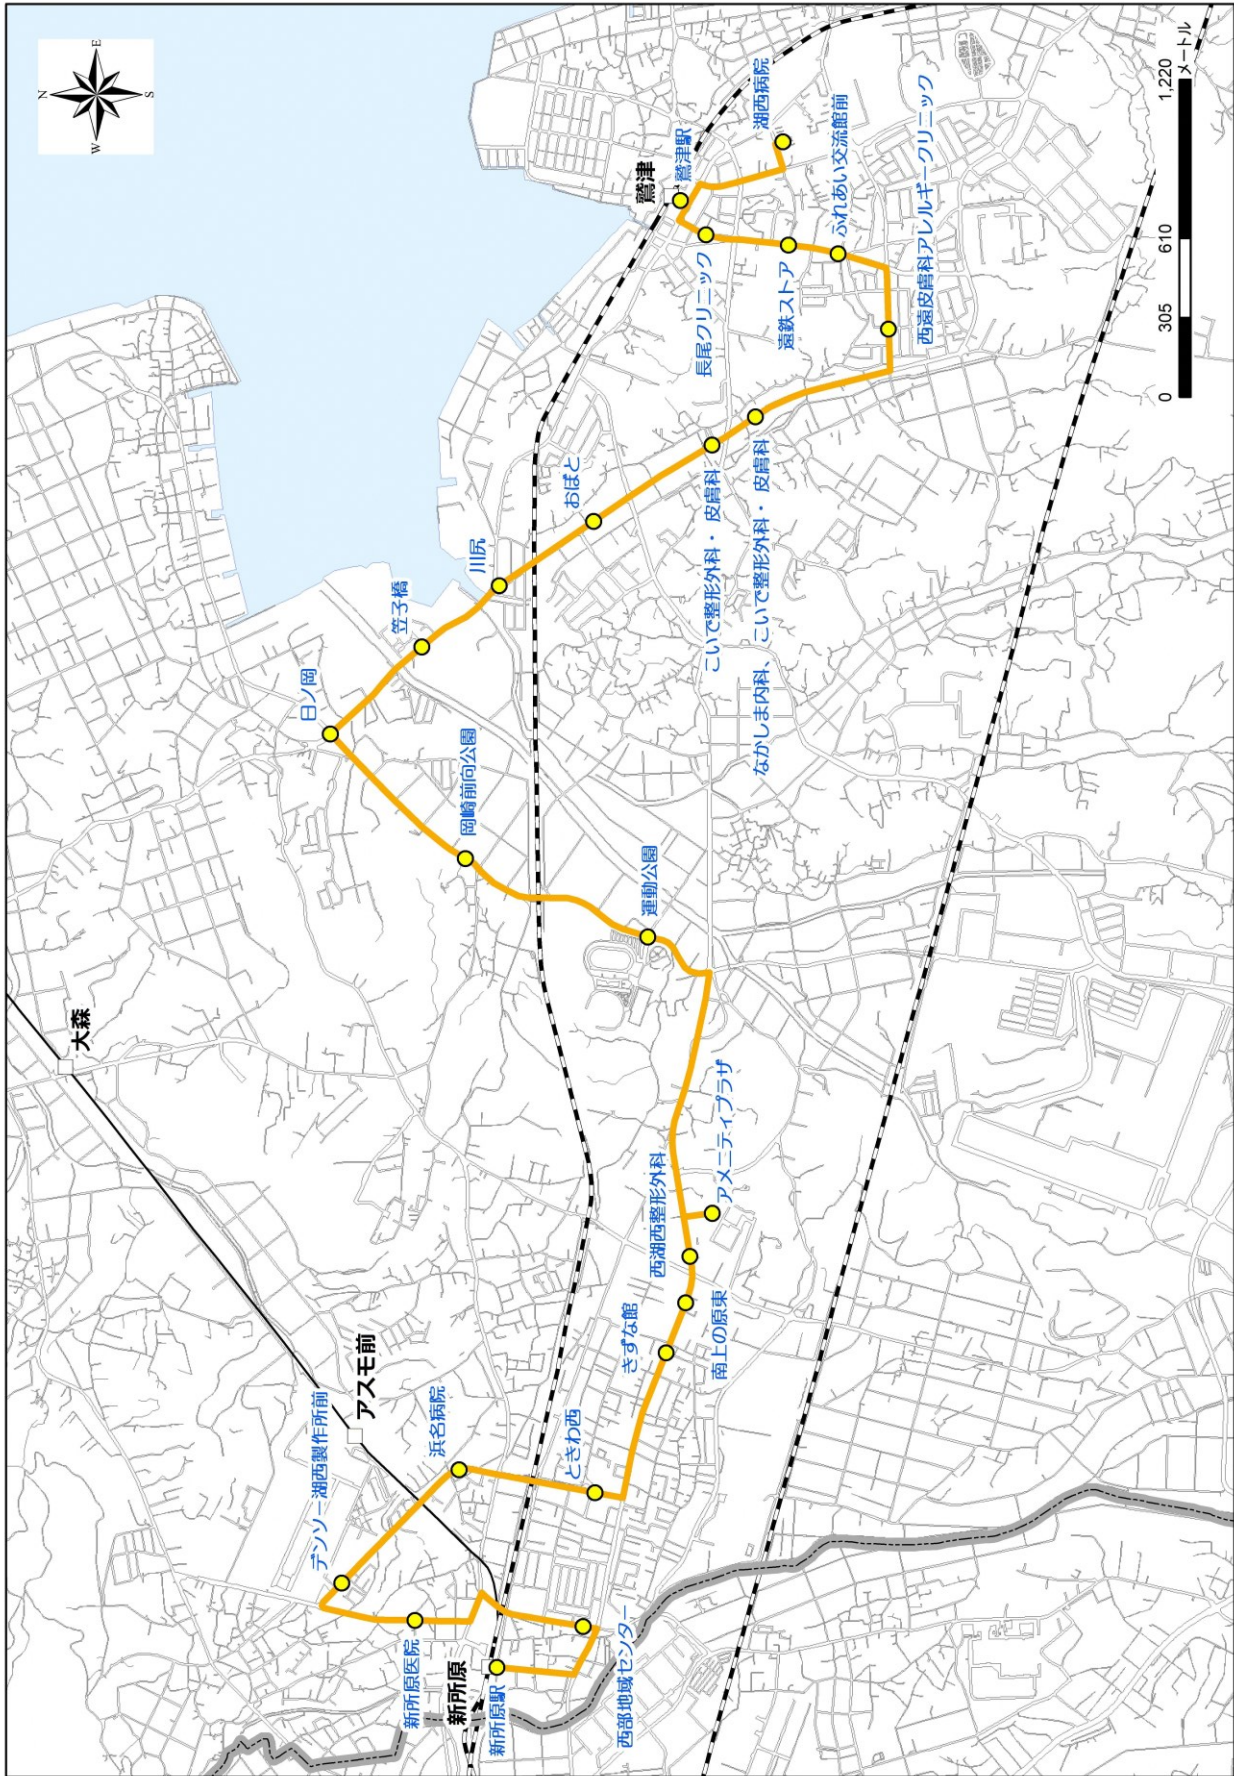 N
E
S
W
大森
アスモ前
新所原
鷲津
デンソー湖西製作所前
浜名病院
新所原医院
新所原駅
西部地域センター
ときわ西
きずな館
南上の原東
西湖西整形外科
アメニティプラザ
運動公園
岡崎前向公園
日ノ岡
笠子橋
川尻
おぼと
こいで整形外科・皮膚科
なかしま内科、こいで整形外科・皮膚科
西遠皮膚科アレルギークリニック
ふれあい交流館前
遠鉄ストア
長尾クリニック
鷲津駅
湖西病院
0 305 610 1,220
メートル